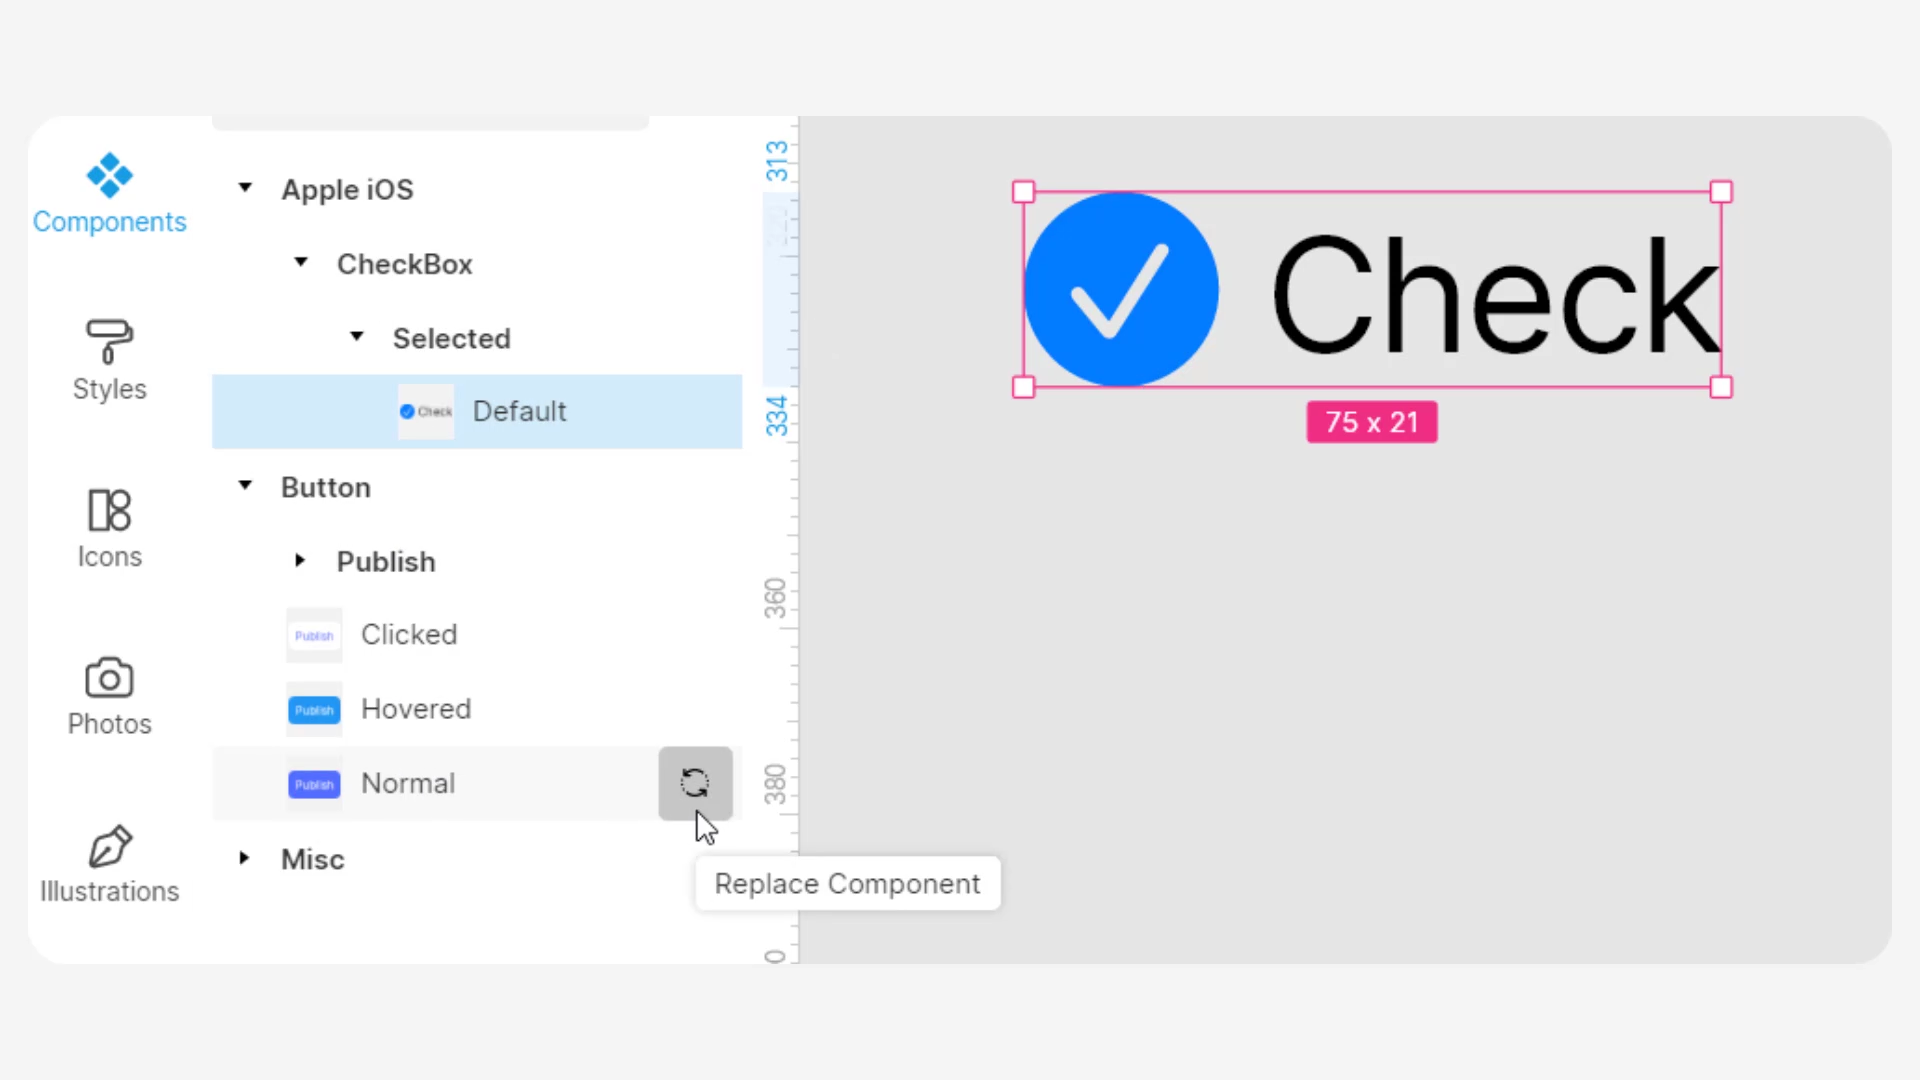 Components
Styles
Icons
Photos
Illustrations
Apple iOS
CheckBox
Selected
Check Default
Button
Publish
Publish Clicked
Publish Hovered
Publish Normal
Misc
Replace Component
313
334
360
380
0
Check
75 x 21